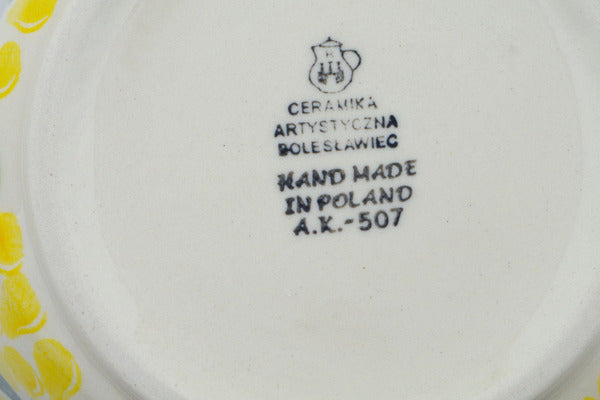 CERAMIKA
ARTYSTYCZNA
BOLESŁAWIEC
HAND MADE
IN POLAND
A.K.-507